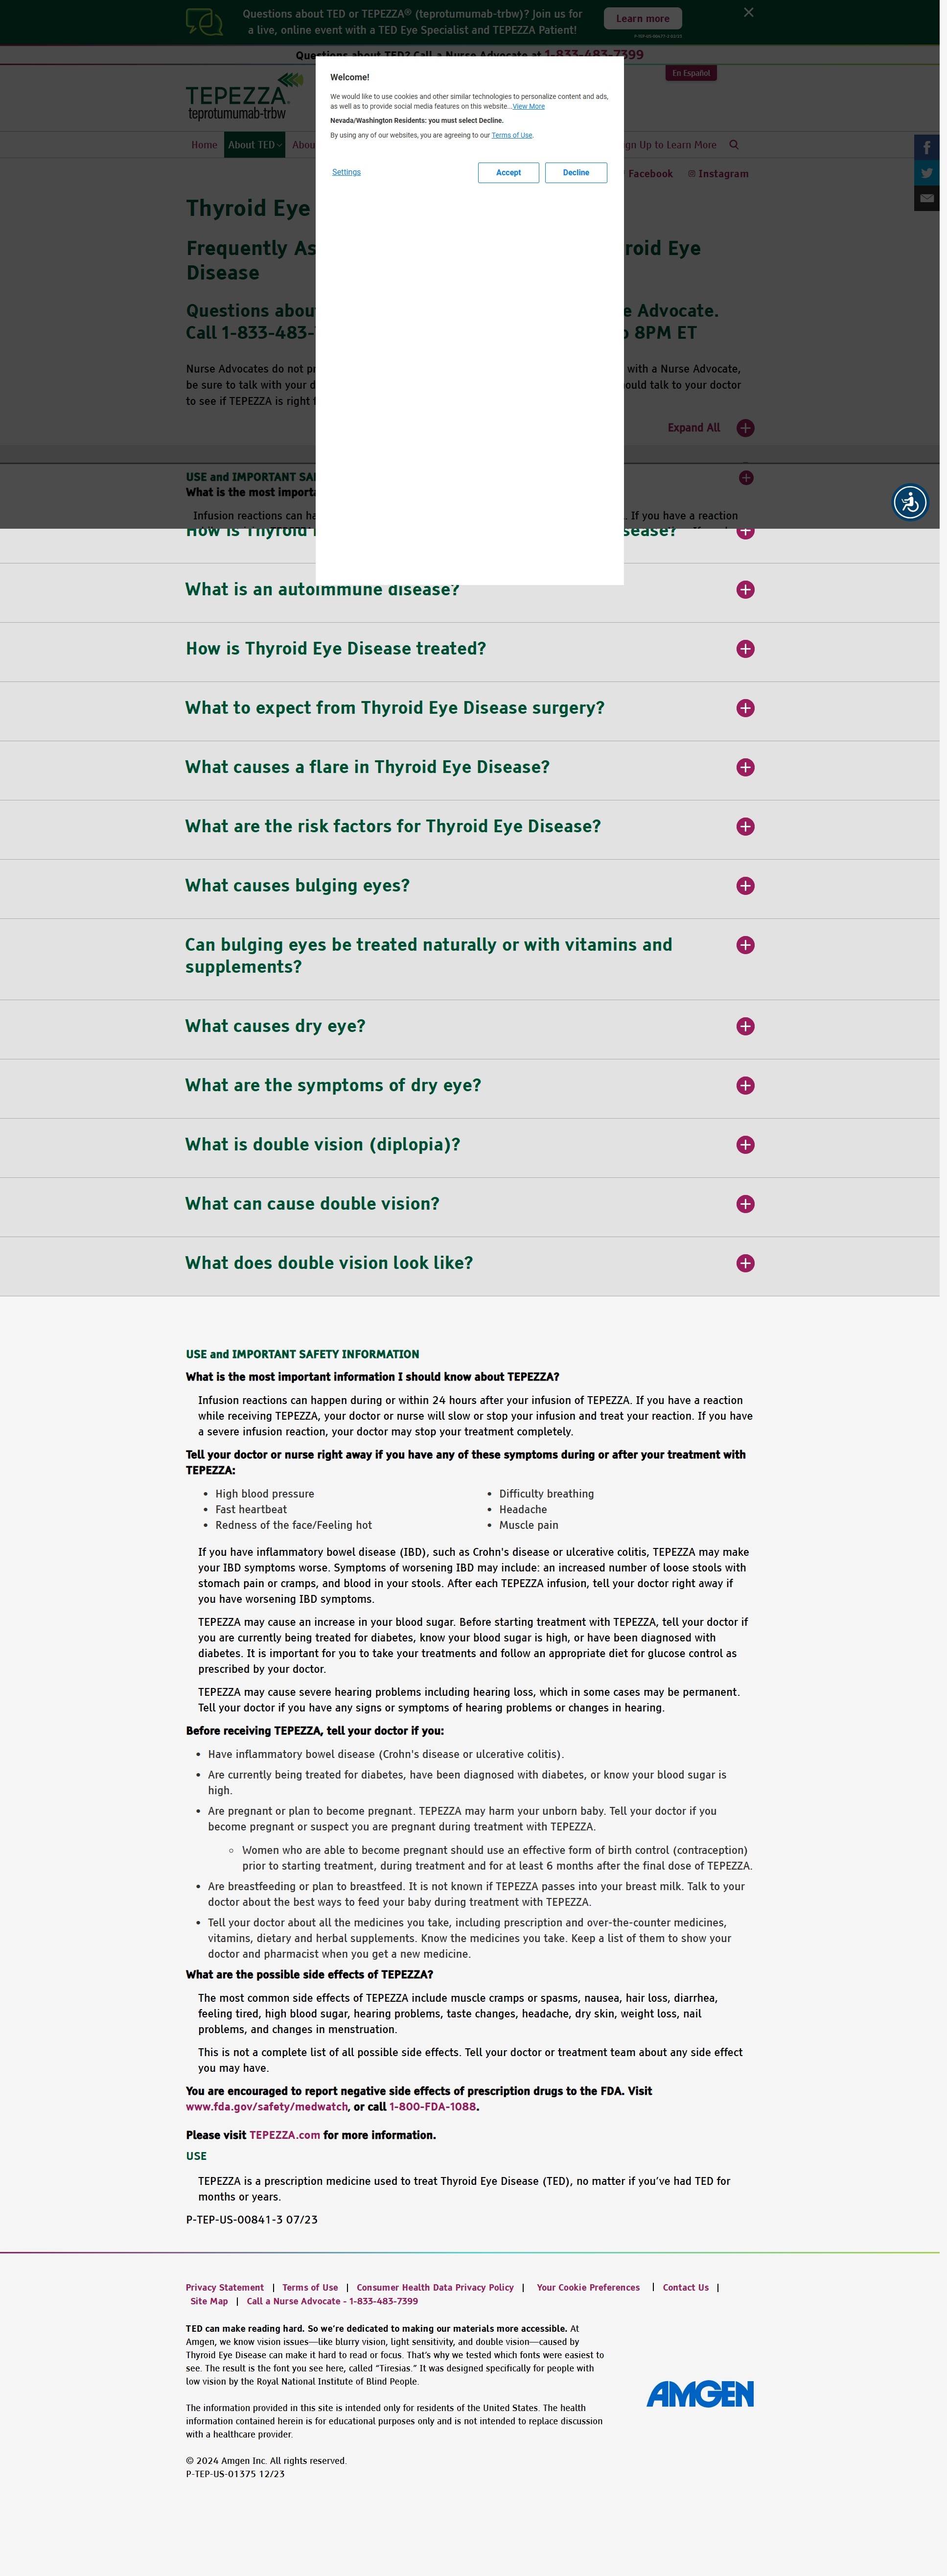 Questions about TED or TEPEZZA® (teprotumumab-trbw)? Join us for
a live, online event with a TED Eye Specialist and TEPEZZA Patient!
Learn more
Questions about TED? Call a Nurse Advocate at 1-833-483-7399
En Español
TEPEZZA
teprotumumab-trbw
Home
About TED
Abou
gn Up to Learn More
Facebook
Instagram
Welcome!
We would like to use cookies and other similar technologies to personalize content and ads,
as well as to provide social media features on this website...View More
Nevada/Washington Residents: you must select Decline.
By using any of our websites, you are agreeing to our Terms of Use.
Settings
Accept
Decline
Thyroid Eye
Frequently As
roid Eye
Disease
Questions abou
e Advocate.
Call 1-833-483-
8PM ET
Nurse Advocates do not pr
with a Nurse Advocate,
be sure to talk with your d
ould talk to your doctor
to see if TEPEZZA is right f
Expand All
USE and IMPORTANT SAF
What is the most importa
Infusion reactions can ha
. If you have a reaction
How is Thyroid
sease?
What is an autoimmune disease?
How is Thyroid Eye Disease treated?
What to expect from Thyroid Eye Disease surgery?
What causes a flare in Thyroid Eye Disease?
What are the risk factors for Thyroid Eye Disease?
What causes bulging eyes?
Can bulging eyes be treated naturally or with vitamins and
supplements?
What causes dry eye?
What are the symptoms of dry eye?
What is double vision (diplopia)?
What can cause double vision?
What does double vision look like?
USE and IMPORTANT SAFETY INFORMATION
What is the most important information I should know about TEPEZZA?
Infusion reactions can happen during or within 24 hours after your infusion of TEPEZZA. If you have a reaction
while receiving TEPEZZA, your doctor or nurse will slow or stop your infusion and treat your reaction. If you have
a severe infusion reaction, your doctor may stop your treatment completely.
Tell your doctor or nurse right away if you have any of these symptoms during or after your treatment with
TEPEZZA:
• High blood pressure
• Fast heartbeat
• Redness of the face/Feeling hot
• Difficulty breathing
• Headache
• Muscle pain
If you have inflammatory bowel disease (IBD), such as Crohn's disease or ulcerative colitis, TEPEZZA may make
your IBD symptoms worse. Symptoms of worsening IBD may include: an increased number of loose stools with
stomach pain or cramps, and blood in your stools. After each TEPEZZA infusion, tell your doctor right away if
you have worsening IBD symptoms.
TEPEZZA may cause an increase in your blood sugar. Before starting treatment with TEPEZZA, tell your doctor if
you are currently being treated for diabetes, know your blood sugar is high, or have been diagnosed with
diabetes. It is important for you to take your treatments and follow an appropriate diet for glucose control as
prescribed by your doctor.
TEPEZZA may cause severe hearing problems including hearing loss, which in some cases may be permanent.
Tell your doctor if you have any signs or symptoms of hearing problems or changes in hearing.
Before receiving TEPEZZA, tell your doctor if you:
• Have inflammatory bowel disease (Crohn's disease or ulcerative colitis).
• Are currently being treated for diabetes, have been diagnosed with diabetes, or know your blood sugar is
high.
• Are pregnant or plan to become pregnant. TEPEZZA may harm your unborn baby. Tell your doctor if you
become pregnant or suspect you are pregnant during treatment with TEPEZZA.
○ Women who are able to become pregnant should use an effective form of birth control (contraception)
prior to starting treatment, during treatment and for at least 6 months after the final dose of TEPEZZA.
• Are breastfeeding or plan to breastfeed. It is not known if TEPEZZA passes into your breast milk. Talk to your
doctor about the best ways to feed your baby during treatment with TEPEZZA.
• Tell your doctor about all the medicines you take, including prescription and over-the-counter medicines,
vitamins, dietary and herbal supplements. Know the medicines you take. Keep a list of them to show your
doctor and pharmacist when you get a new medicine.
What are the possible side effects of TEPEZZA?
The most common side effects of TEPEZZA include muscle cramps or spasms, nausea, hair loss, diarrhea,
feeling tired, high blood sugar, hearing problems, taste changes, headache, dry skin, weight loss, nail
problems, and changes in menstruation.
This is not a complete list of all possible side effects. Tell your doctor or treatment team about any side effect
you may have.
You are encouraged to report negative side effects of prescription drugs to the FDA. Visit
www.fda.gov/safety/medwatch, or call 1-800-FDA-1088.
Please visit TEPEZZA.com for more information.
USE
TEPEZZA is a prescription medicine used to treat Thyroid Eye Disease (TED), no matter if you’ve had TED for
months or years.
P-TEP-US-00841-3 07/23
Privacy Statement | Terms of Use | Consumer Health Data Privacy Policy | Your Cookie Preferences | Contact Us |
Site Map | Call a Nurse Advocate - 1-833-483-7399
TED can make reading hard. So we’re dedicated to making our materials more accessible. At
Amgen, we know vision issues—like blurry vision, light sensitivity, and double vision—caused by
Thyroid Eye Disease can make it hard to read or focus. That’s why we tested which fonts were easiest to
see. The result is the font you see here, called “Tiresias.” It was designed specifically for people with
low vision by the Royal National Institute of Blind People.
AMGEN
The information provided in this site is intended only for residents of the United States. The health
information contained herein is for educational purposes only and is not intended to replace discussion
with a healthcare provider.
© 2024 Amgen Inc. All rights reserved.
P-TEP-US-01375 12/23